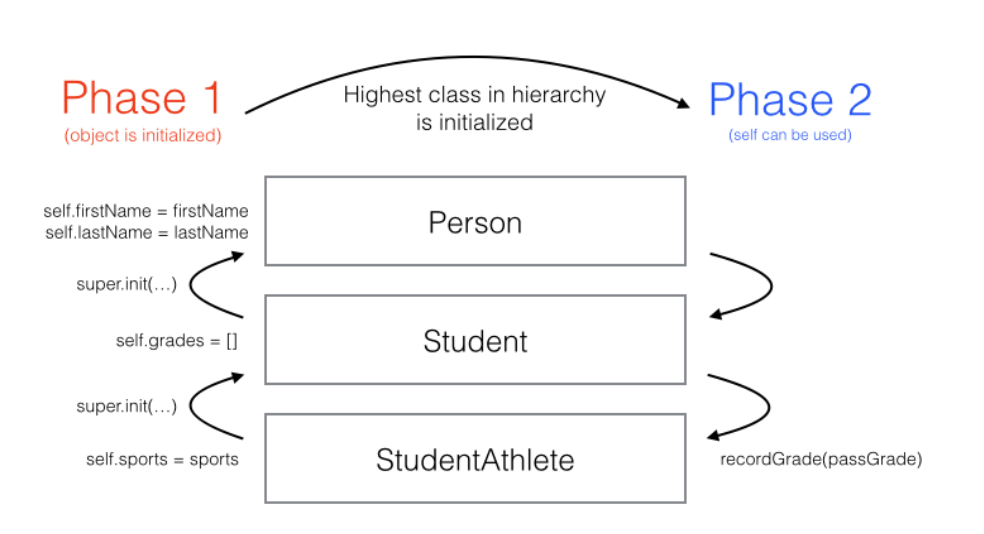 Phase 1
(object is initialized)
Highest class in hierarchy
is initialized
Phase 2
(self can be used)
self.firstName = firstName
self.lastName = lastName
Person
super.init(...)
self.grades = []
Student
super.init(...)
self.sports = sports
StudentAthlete
recordGrade(passGrade)